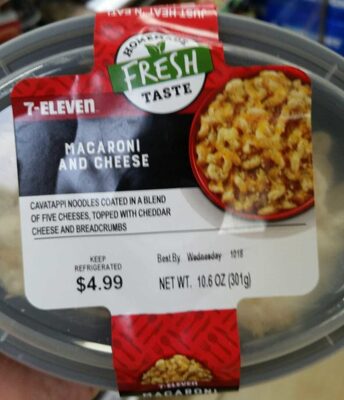 JUST HEAT 'N EAT!
HOMEMADE
FRESH
TASTE
7-ELEVEN
MACARONI
AND CHEESE
CAVATAPPI NOODLES COATED IN A BLEND
OF FIVE CHEESES, TOPPED WITH CHEDDAR
CHEESE AND BREADCRUMBS
KEEP
REFRIGERATED
$4.99
Best By Wednesday 1018
NET WT. 10.6 OZ (301g)
7-ELEVEN
MACARONI